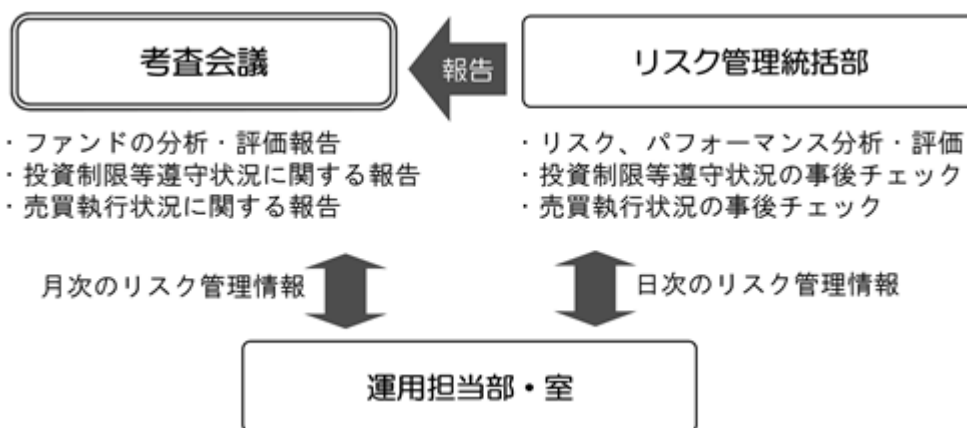 考査会議
報告
リスク管理統括部
・ファンドの分析・評価報告
・投資制限等遵守状況に関する報告
・売買執行状況に関する報告
・リスク、パフォーマンス分析・評価
・投資制限等遵守状況の事後チェック
・売買執行状況の事後チェック
月次のリスク管理情報
日次のリスク管理情報
運用担当部・室